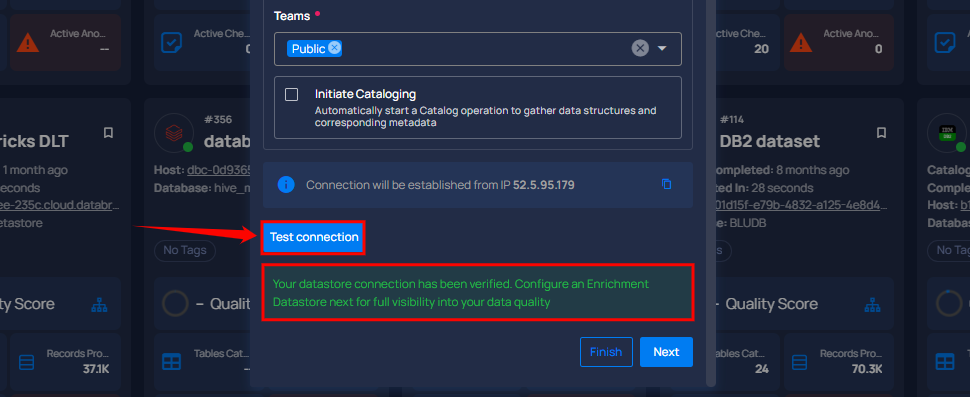 Teams *
Public
Initiate Cataloging
Automatically start a Catalog operation to gather data structures and
corresponding metadata
Connection will be established from IP 52.5.95.179
Test connection
Your datastore connection has been verified. Configure an Enrichment
Datastore next for full visibility into your data quality
Finish
Next
Active Ano...
--
Active Che...
Active Che...
20
Active Ano...
0
ricks DLT
1 month ago
seconds
ee-235c.cloud.databr...
etastore
ality Score
Records Pro...
37.1K
#356
datab
Host: dbc-0d9365
Database: hive_m
No Tags
– Qualit
Tables Cat...
--
#114
DB2 dataset
ompleted: 8 months ago
ted In: 28 seconds
01d15f-e79b-4832-a125-4e8d4...
e: BLUDB
s
– Quality Score
ables Cat...
24
Records Pro...
70.3K
Catalog
Comple
Host: b1
Databas
No Tags
– Quali